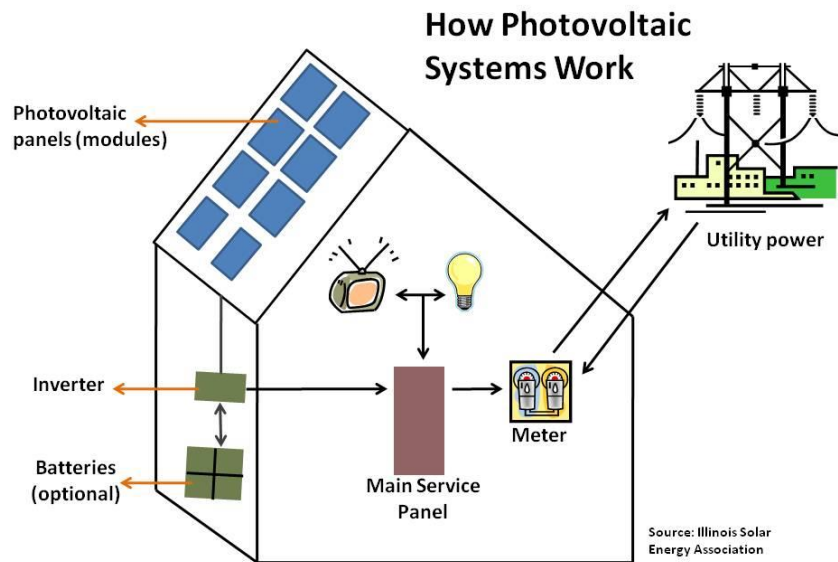 How Photovoltaic
Systems Work
Photovoltaic
panels (modules)
Utility power
Inverter
Meter
Batteries
(optional)
Main Service
Panel
Source: Illinois Solar
Energy Association